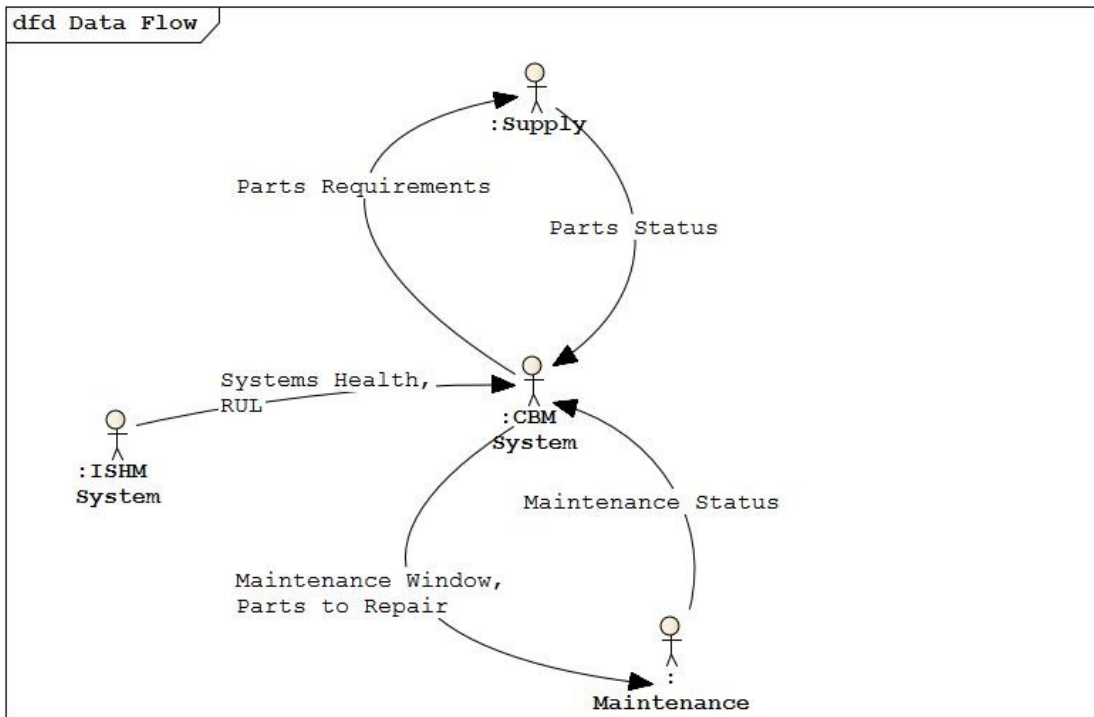 dfd Data Flow
:Supply
Parts Requirements
Parts Status
Systems Health,
RUL
:CBM
System
:ISHM
System
Maintenance Status
Maintenance Window,
Parts to Repair
:
Maintenance